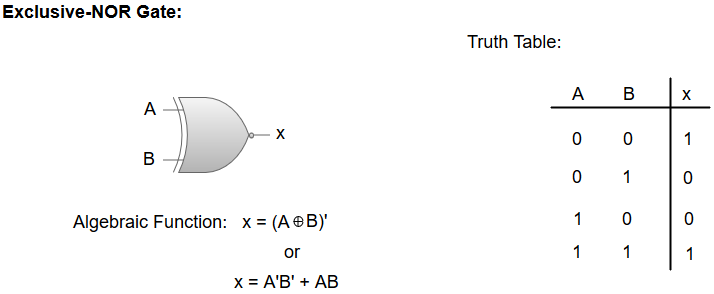 Exclusive-NOR Gate:
Truth Table:
A B x
A
x
B
0 0 1
0 1 0
1 0 0
1 1 1
Algebraic Function: x = (A⊕B)'
or
x = A'B' + AB